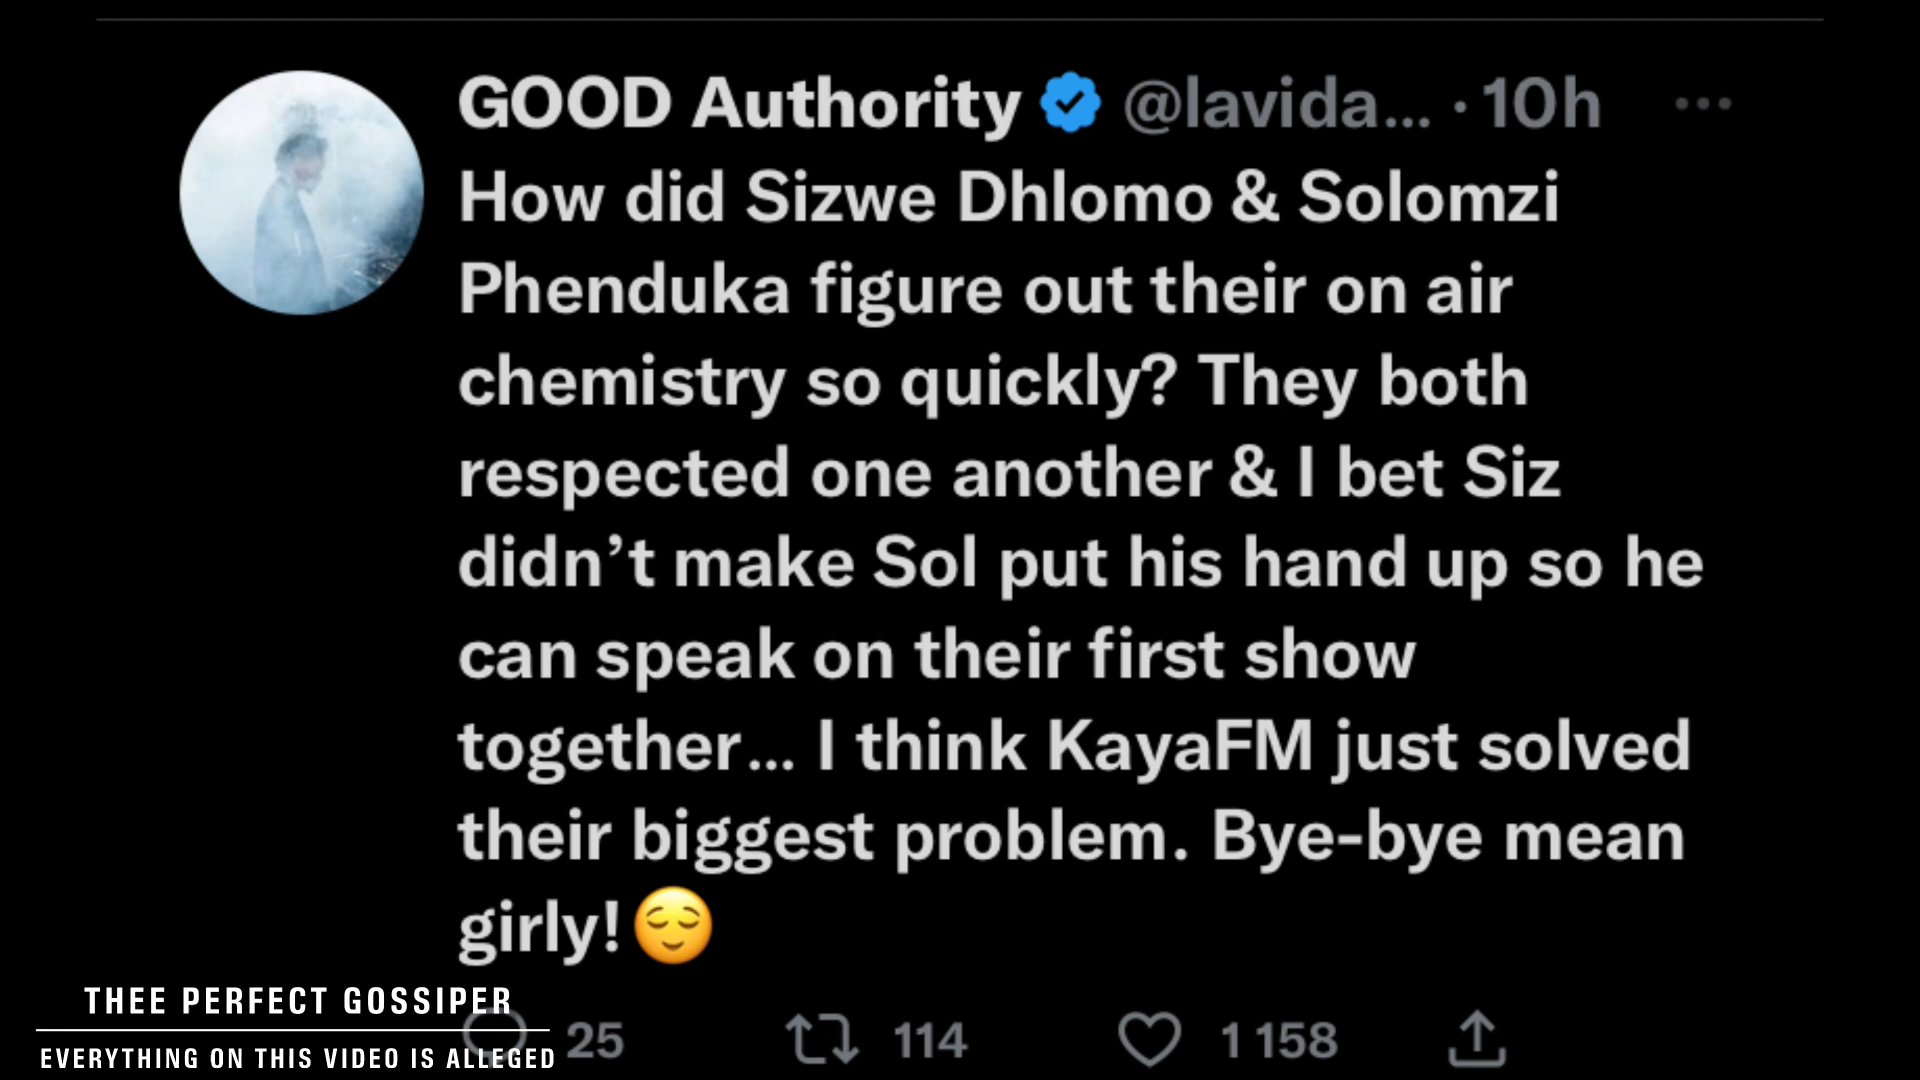 GOOD Authority @lavida... · 10h
How did Sizwe Dhlomo & Solomzi
Phenduka figure out their on air
chemistry so quickly? They both
respected one another & I bet Siz
didn’t make Sol put his hand up so he
can speak on their first show
together... I think KayaFM just solved
their biggest problem. Bye-bye mean
girly!😌
25 114 1 158
THEE PERFECT GOSSIPER
EVERYTHING ON THIS VIDEO IS ALLEGED